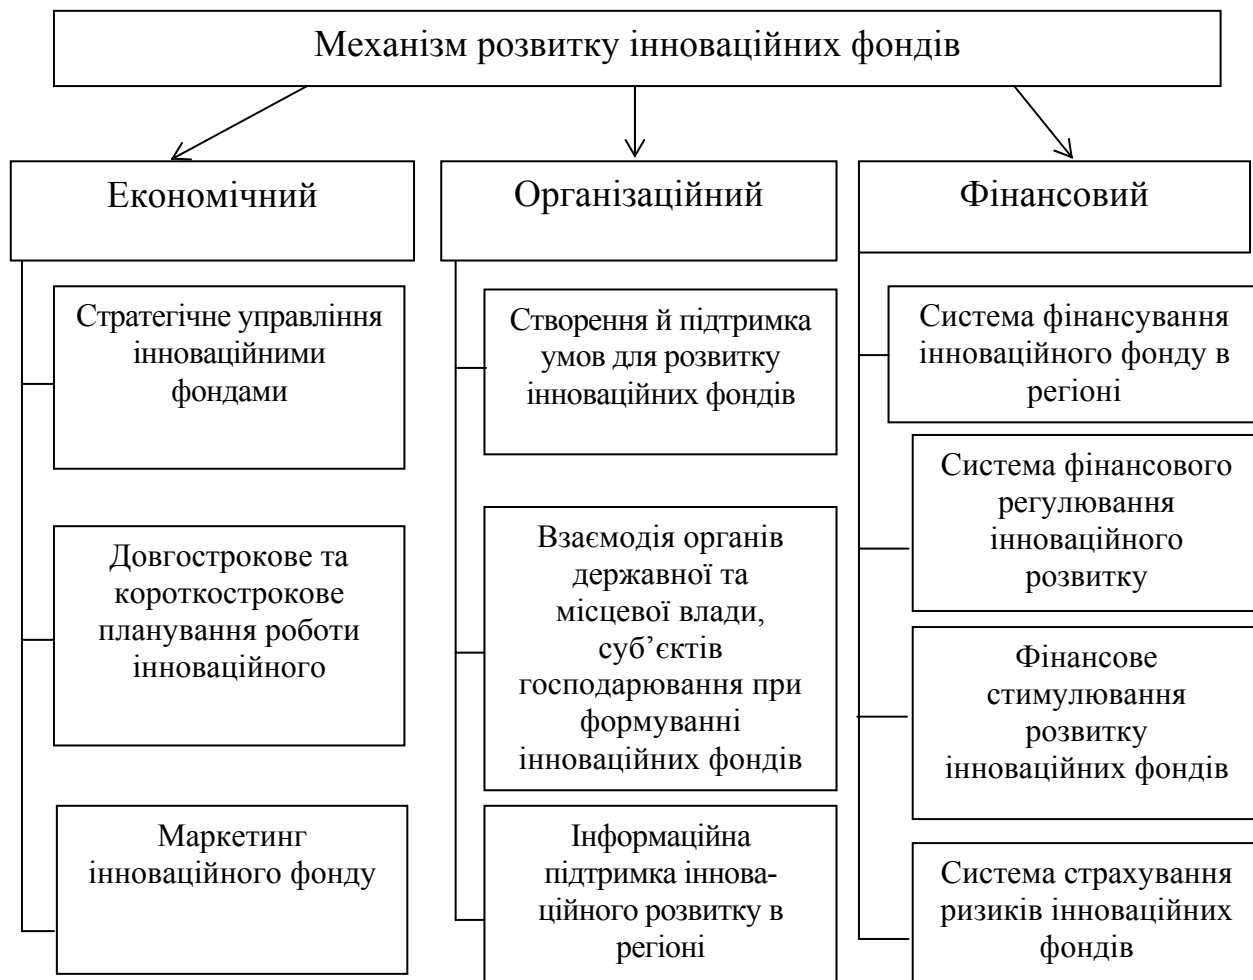 Механізм розвитку інноваційних фондів
Економічний
Стратегічне управління
інноваційними
фондами
Довгострокове та
короткострокове
планування роботи
інноваційного
Маркетинг
інноваційного фонду
Організаційний
Створення й підтримка
умов для розвитку
інноваційних фондів
Взаємодія органів
державної та
місцевої влади,
суб’єктів
господарювання при
формуванні
інноваційних фондів
Інформаційна
підтримка іннова-
ційного розвитку в
регіоні
Фінансовий
Система фінансування
інноваційного фонду в
регіоні
Система фінансового
регулювання
інноваційного
розвитку
Фінансове
стимулювання
розвитку
інноваційних фондів
Система страхування
ризиків інноваційних
фондів